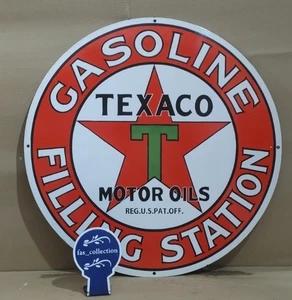 GASOLINE
TEXACO
T
MOTOR OILS
REG.U.S.PAT.OFF.
FILLING STATION
fas_collection